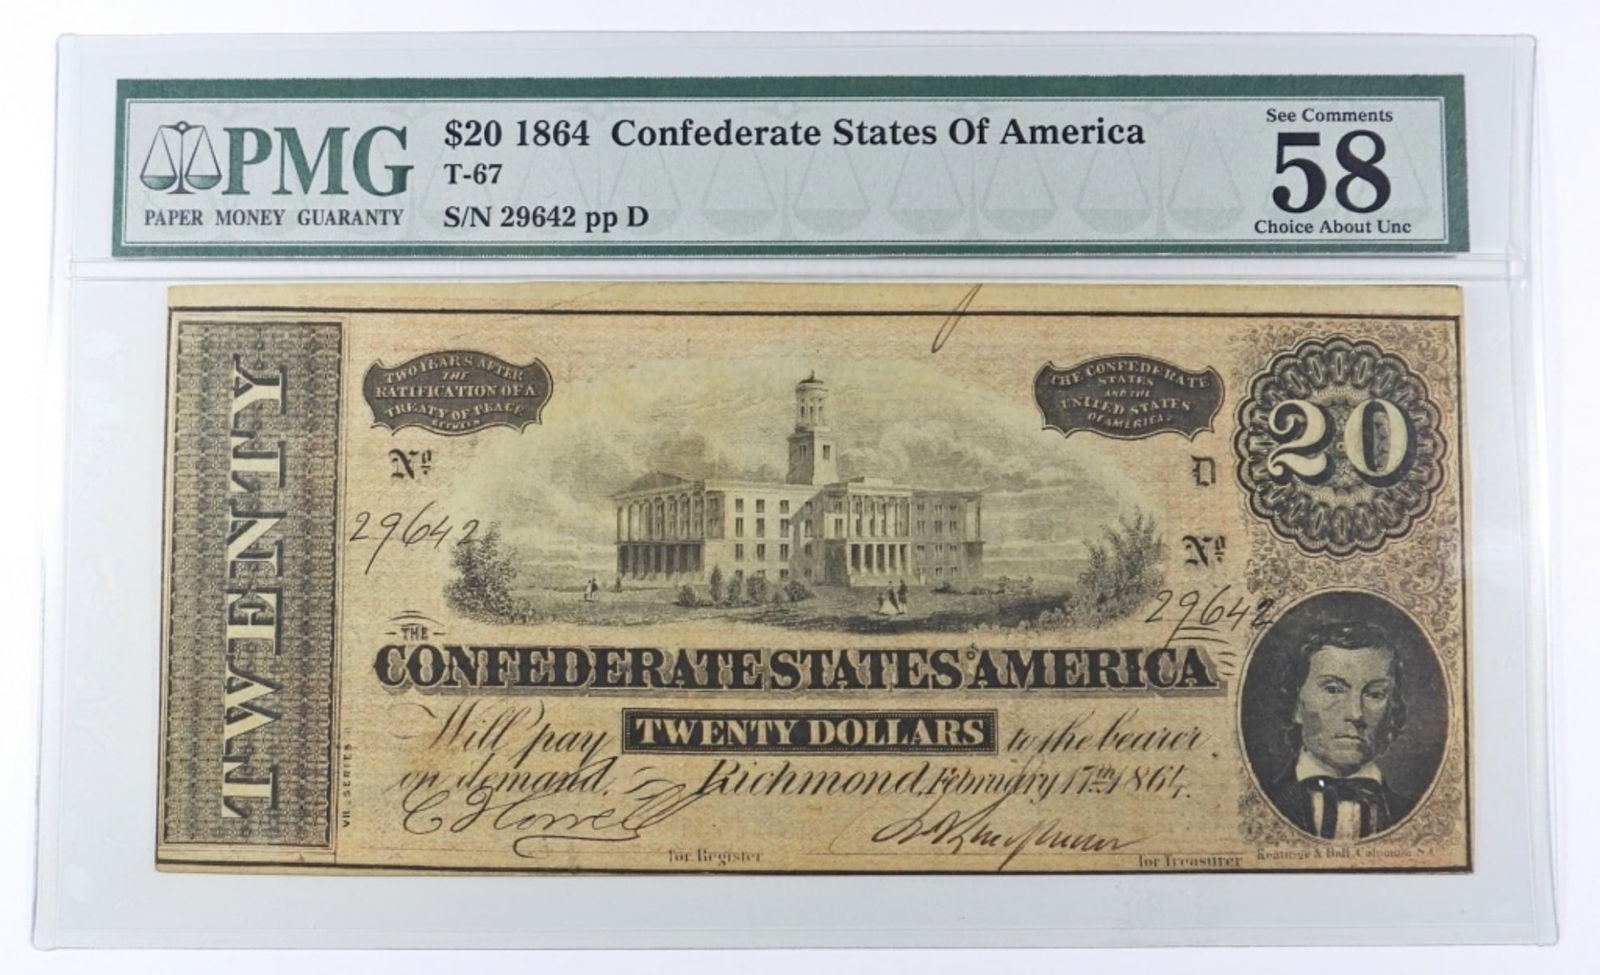 PMG
PAPER MONEY GUARANTY
$20 1864 Confederate States Of America
T-67
S/N 29642 pp D
See Comments
58
Choice About Unc
TWENTY
TWO YEARS AFTER
THE
RATIFICATION OF A
TREATY OF PEACE
BETWEEN
THE CONFEDERATE
STATES
AND THE
UNITED STATES
OF AMERICA
20
No.
D
29642
No.
29642
THE
CONFEDERATE STATES OF AMERICA
Will pay TWENTY DOLLARS to the bearer
on demand. Richmond, February 17th 1864.
VII. SERIES
for Register
for Treasurer
Keatinge & Ball, Columbia, S.C.